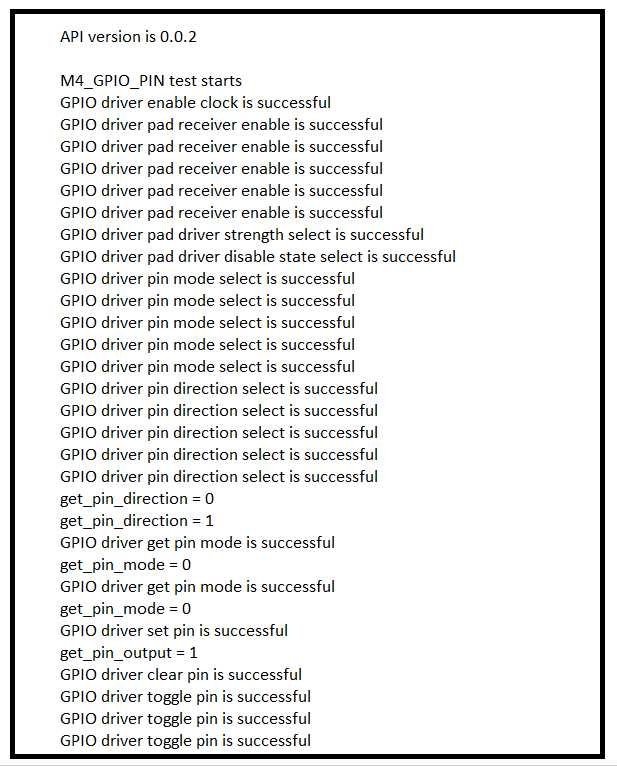 API version is 0.0.2
M4_GPIO_PIN test starts
GPIO driver enable clock is successful
GPIO driver pad receiver enable is successful
GPIO driver pad receiver enable is successful
GPIO driver pad receiver enable is successful
GPIO driver pad receiver enable is successful
GPIO driver pad receiver enable is successful
GPIO driver pad driver strength select is successful
GPIO driver pad driver disable state select is successful
GPIO driver pin mode select is successful
GPIO driver pin mode select is successful
GPIO driver pin mode select is successful
GPIO driver pin mode select is successful
GPIO driver pin mode select is successful
GPIO driver pin direction select is successful
GPIO driver pin direction select is successful
GPIO driver pin direction select is successful
GPIO driver pin direction select is successful
GPIO driver pin direction select is successful
get_pin_direction = 0
get_pin_direction = 1
GPIO driver get pin mode is successful
get_pin_mode = 0
GPIO driver get pin mode is successful
get_pin_mode = 0
GPIO driver set pin is successful
get_pin_output = 1
GPIO driver clear pin is successful
GPIO driver toggle pin is successful
GPIO driver toggle pin is successful
GPIO driver toggle pin is successful